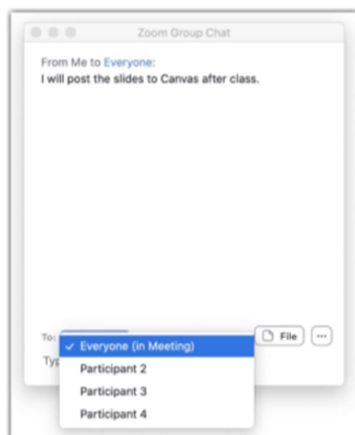 Zoom Group Chat
From Me to Everyone:
I will post the slides to Canvas after class.
To:
✓ Everyone (in Meeting)
File
Typ
Participant 2
Participant 3
Participant 4